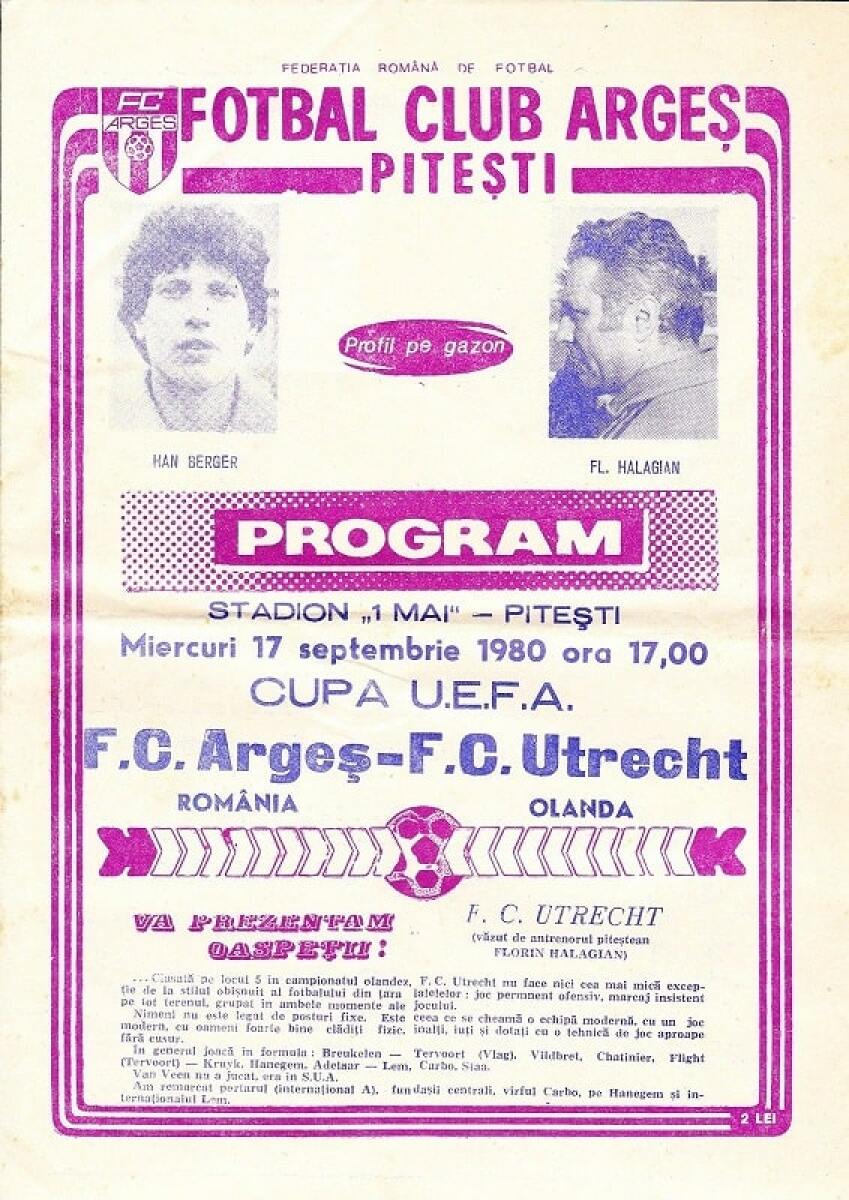 FEDERAȚIA ROMÂNĂ DE FOTBAL
FC
ARGEȘ
FOTBAL CLUB ARGEȘ
PITEȘTI
Profil pe gazon
HAN BERGER
FL. HALAGIAN
PROGRAM
STADION „1 MAI“ — PITEȘTI
Miercuri 17 septembrie 1980 ora 17,00
CUPA U.E.F.A.
F.C. Argeș-F.C. Utrecht
ROMÂNIA
OLANDA
VA PREZENTAM
OASPEȚII !
F. C. UTRECHT
(văzut de antrenorul piteștean
FLORIN HALAGIAN)
... Clasată pe locul 5 în campionatul olandez, F. C. Utrecht nu face nici cea mai mică excep-
ție de la stilul obișnuit al fotbalului din țara lalelelor : joc permnent ofensiv, marcaj insistent
pe tot terenul, grupat în ambele momente ale jocului.
Nimeni nu este legat de posturi fixe. Este ceea ce se cheamă o echipă modernă, cu un joc
modern, cu oameni foarte bine clădiți fizic, înalți, iuți și dotați cu o tehnică de joc aproape
fără cusur.
În general joacă în formula : Breukelen — Tervoort (Vlag), Vildbret, Chatinier, Flight
(Tervoort) — Kruyk, Hanegem, Adelaar — Lem, Carbo, Staa.
Van Veen nu a jucat, era în S.U.A.
Am remarcat portarul (internațional A), fundașii centrali, vîrful Carbo, pe Hanegem și in-
ternaționalul Lem.
2 LEI